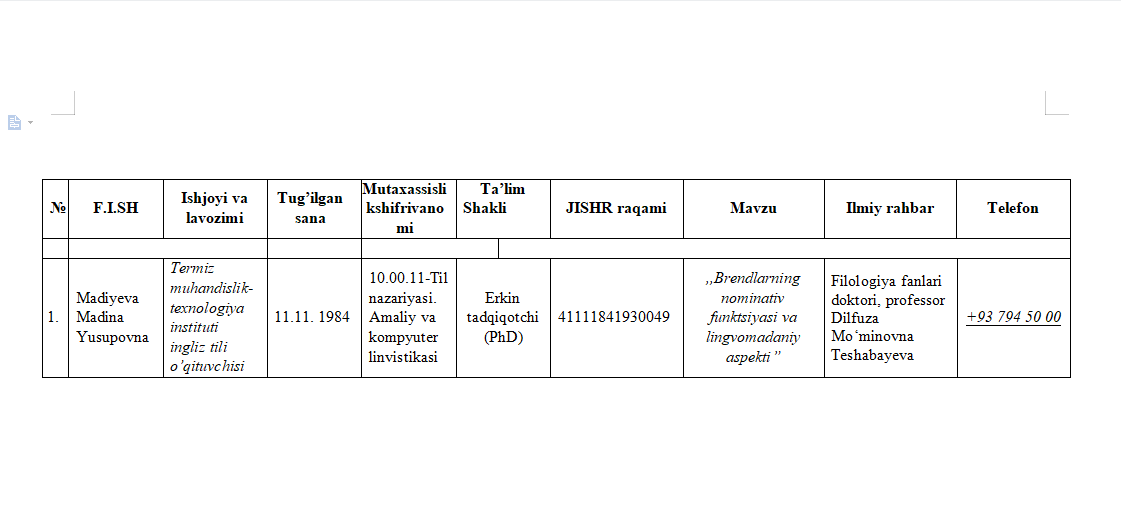 №
F.I.SH
Ishjoyi va
lavozimi
Tug’ilgan
sana
Mutaxassisli
kshifrivano
mi
Ta’lim
Shakli
JISHR raqami
Mavzu
Ilmiy rahbar
Telefon
1.
Madiyeva
Madina
Yusupovna
Termiz
muhandislik-
texnologiya
instituti
ingliz tili
o’qituvchisi
11.11. 1984
10.00.11-Til
nazariyasi.
Amaliy va
kompyuter
linvistikasi
Erkin
tadqiqotchi
(PhD)
41111841930049
,,Brendlarning
nominativ
funktsiyasi va
lingvomadaniy
aspekti”
Filologiya fanlari
doktori, professor
Dilfuza
Mo‘minovna
Teshabayeva
+93 794 50 00